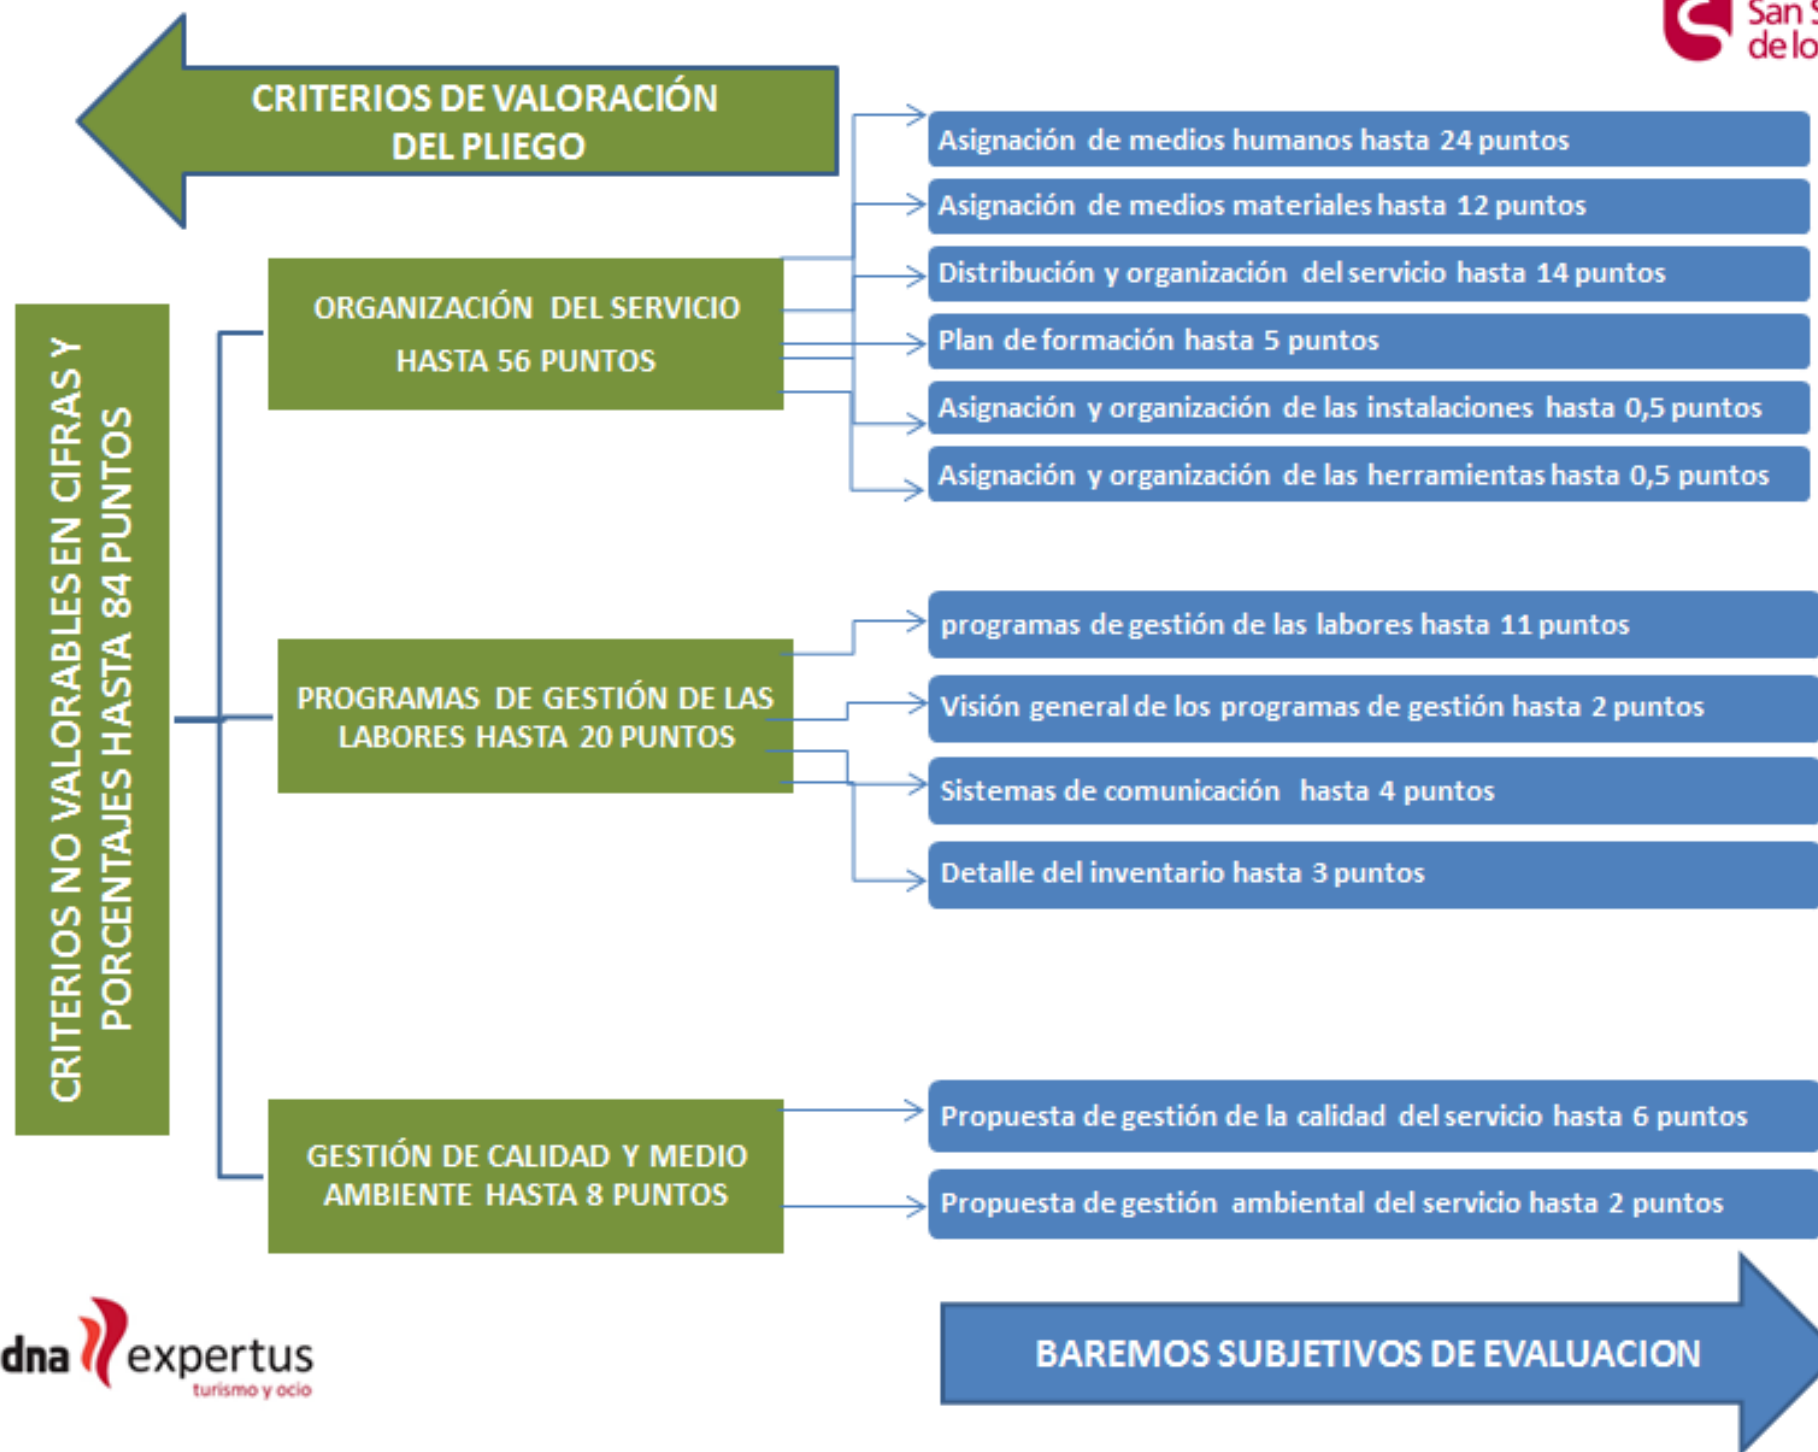 San S
de lo
CRITERIOS DE VALORACIÓN
DEL PLIEGO
CRITERIOS NO VALORABLES EN CIFRAS Y
PORCENTAJES HASTA 84 PUNTOS
ORGANIZACIÓN DEL SERVICIO
HASTA 56 PUNTOS
Asignación de medios humanos hasta 24 puntos
Asignación de medios materiales hasta 12 puntos
Distribución y organización del servicio hasta 14 puntos
Plan de formación hasta 5 puntos
Asignación y organización de las instalaciones hasta 0,5 puntos
Asignación y organización de las herramientas hasta 0,5 puntos
PROGRAMAS DE GESTIÓN DE LAS
LABORES HASTA 20 PUNTOS
programas de gestión de las labores hasta 11 puntos
Visión general de los programas de gestión hasta 2 puntos
Sistemas de comunicación hasta 4 puntos
Detalle del inventario hasta 3 puntos
GESTIÓN DE CALIDAD Y MEDIO
AMBIENTE HASTA 8 PUNTOS
Propuesta de gestión de la calidad del servicio hasta 6 puntos
Propuesta de gestión ambiental del servicio hasta 2 puntos
dna expertus
turismo y ocio
BAREMOS SUBJETIVOS DE EVALUACION